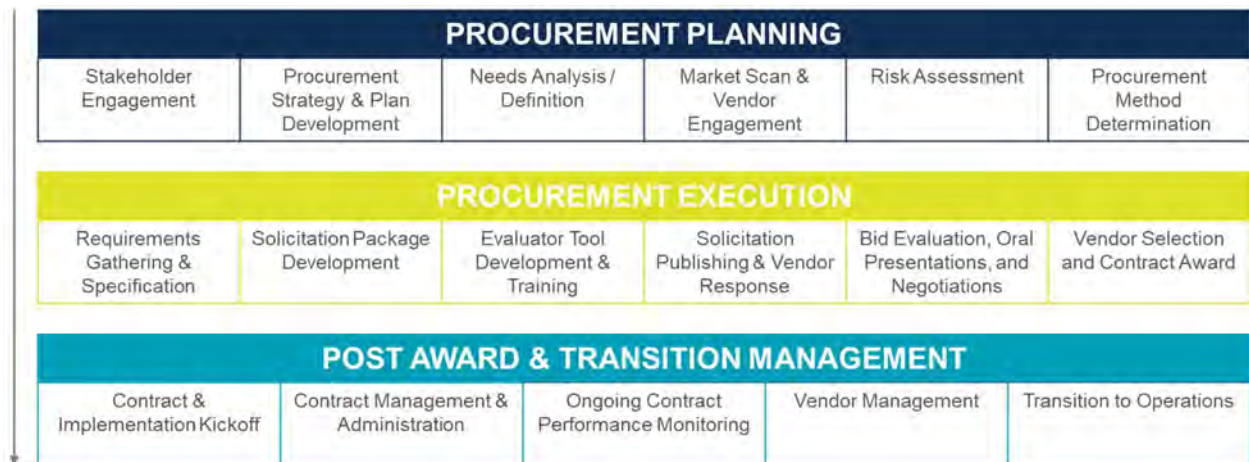 PROCUREMENT PLANNING
Stakeholder
Engagement
Procurement
Strategy & Plan
Development
Needs Analysis /
Definition
Market Scan &
Vendor
Engagement
Risk Assessment
Procurement
Method
Determination
PROCUREMENT EXECUTION
Requirements
Gathering &
Specification
Solicitation Package
Development
Evaluator Tool
Development &
Training
Solicitation
Publishing & Vendor
Response
Bid Evaluation, Oral
Presentations, and
Negotiations
Vendor Selection
and Contract Award
POST AWARD & TRANSITION MANAGEMENT
Contract &
Implementation Kickoff
Contract Management &
Administration
Ongoing Contract
Performance Monitoring
Vendor Management
Transition to Operations